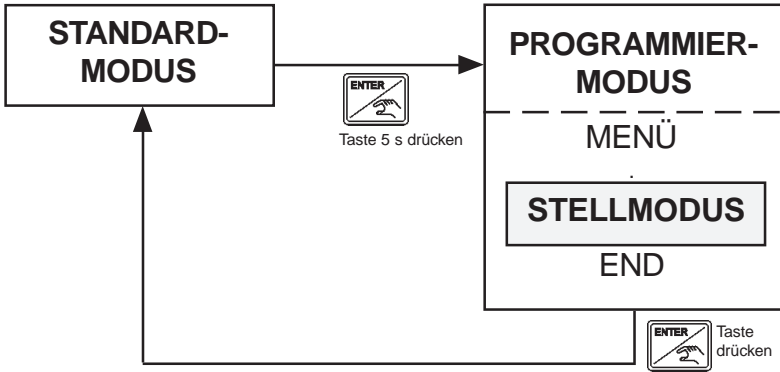 STANDARD-
MODUS
ENTER
Taste 5 s drücken
PROGRAMMIER-
MODUS
MENÜ
.
STELLMODUS
END
ENTER
Taste
drücken